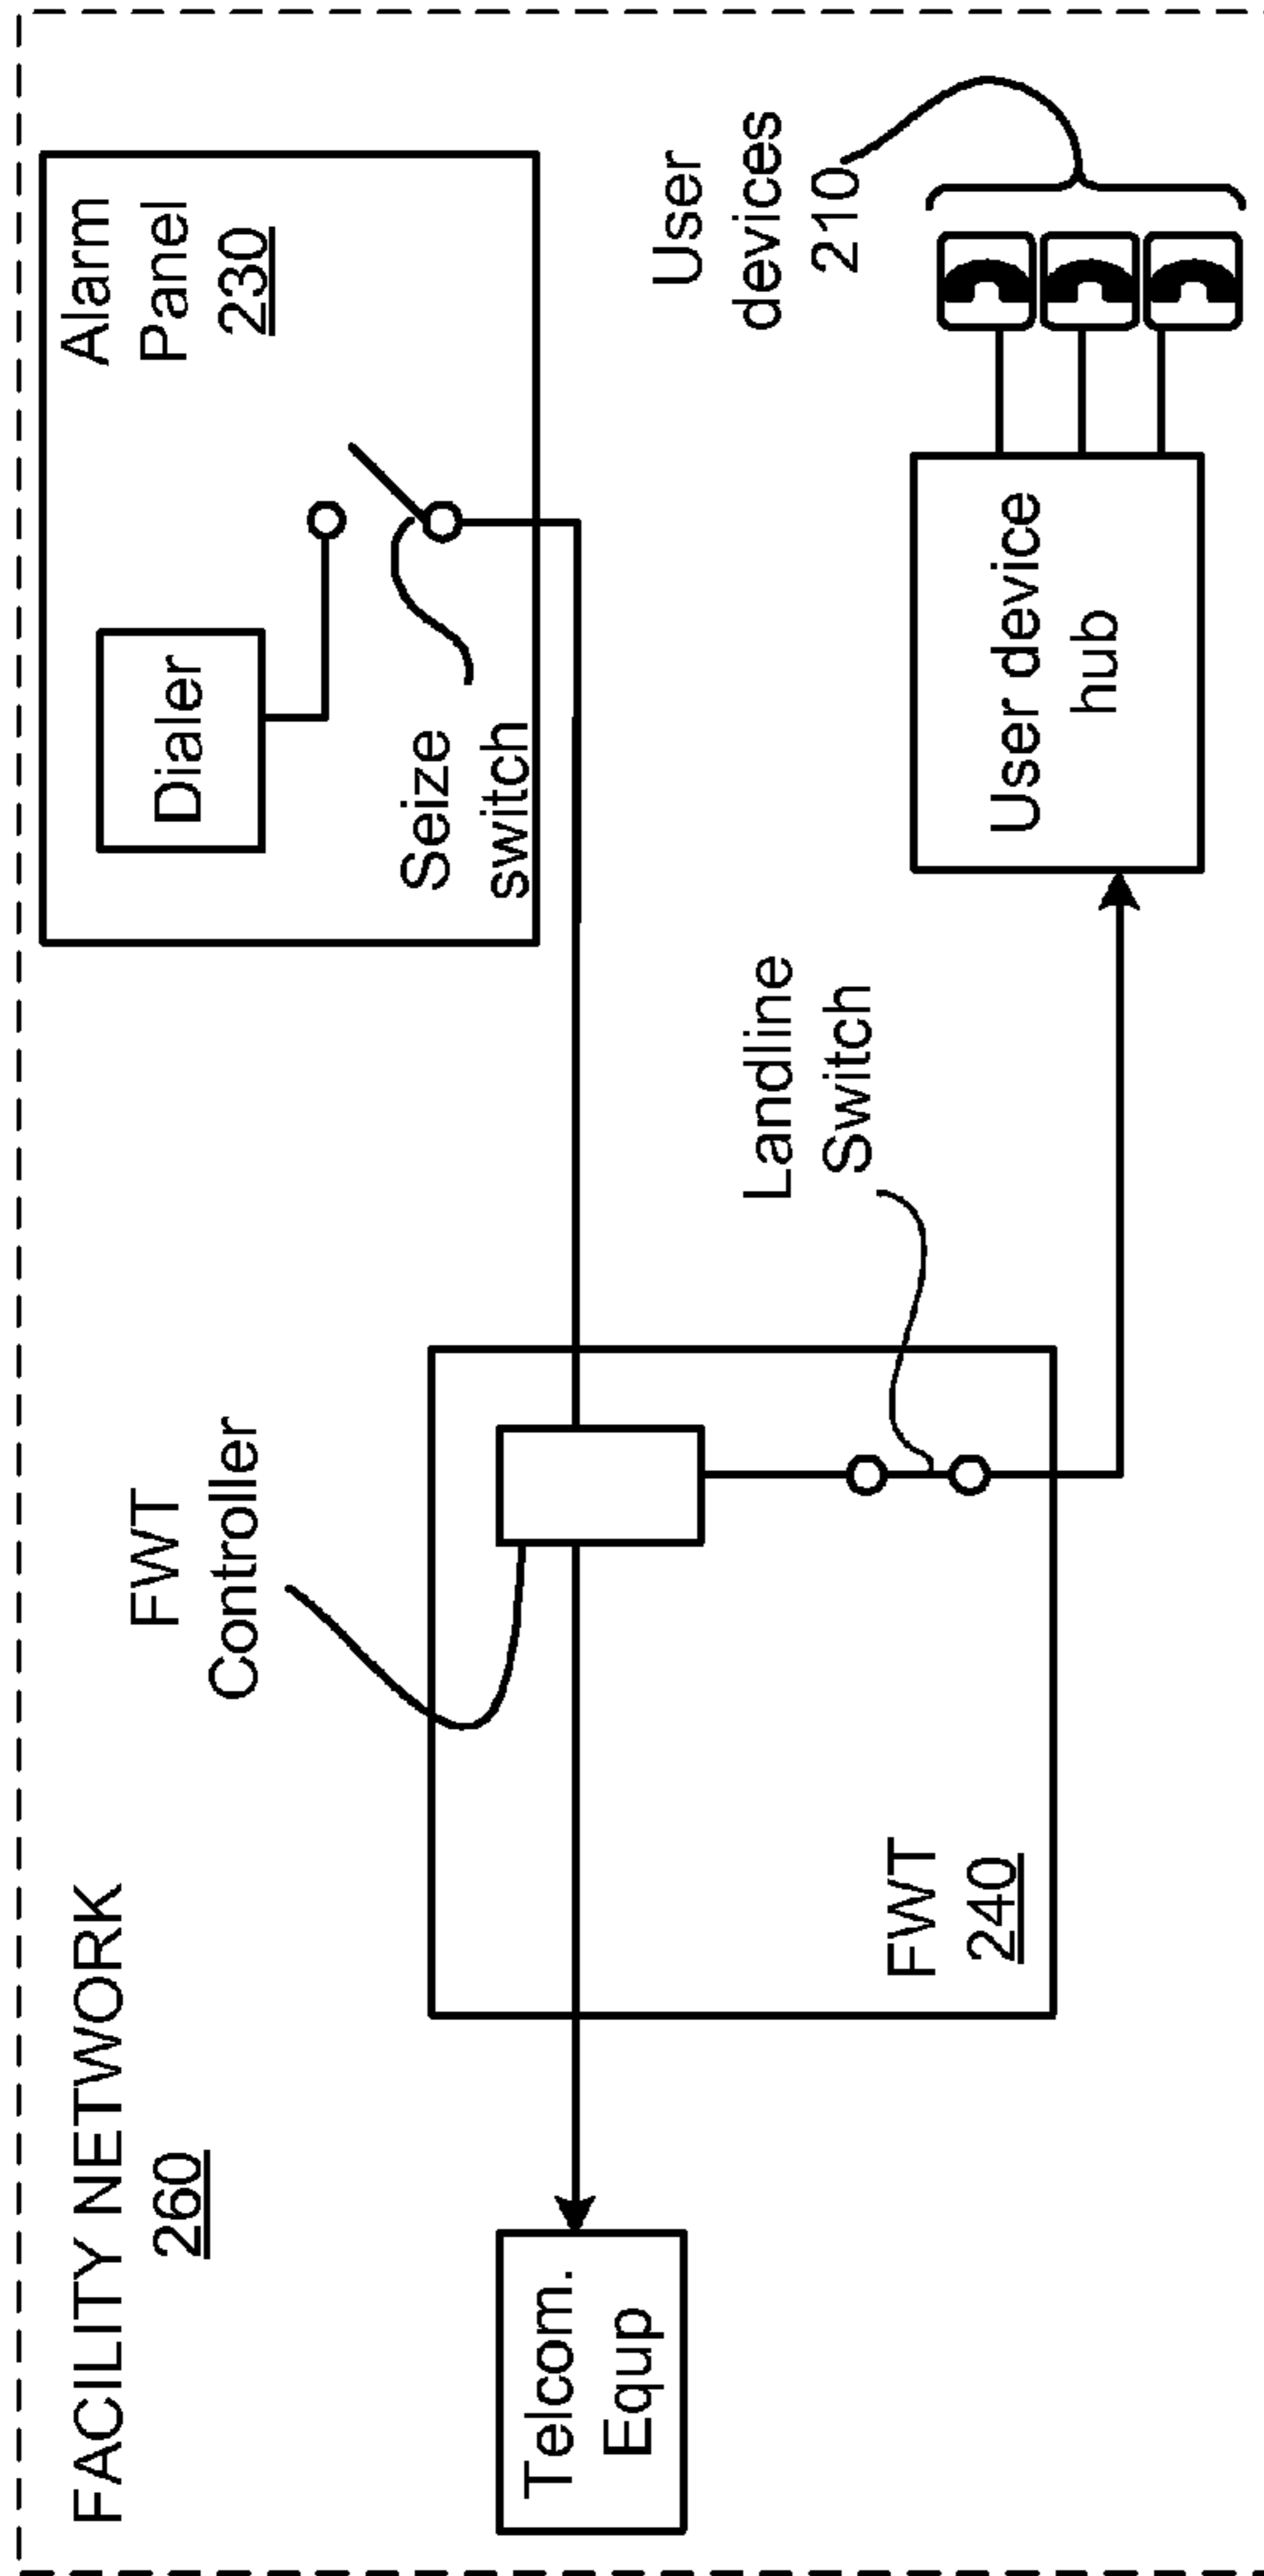 FACILITY NETWORK
260
Telcom.
Equp
FWT
Controller
FWT
240
Landline
Switch
Alarm
Panel
230
Dialer
Seize
switch
User device
hub
User
devices
210